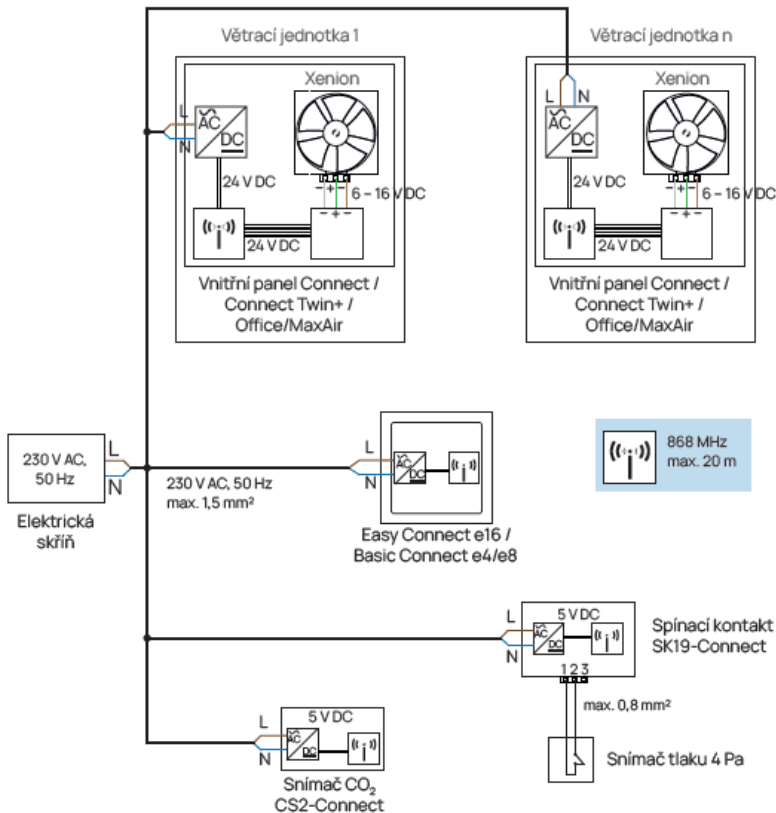 Větrací jednotka 1
Xenion
L
N
AC
DC
24 V DC
− + −
6 – 16 V DC
− + −
24 V DC
Vnitřní panel Connect /
Connect Twin+ /
Office/MaxAir
Větrací jednotka n
Xenion
L N
AC
DC
24 V DC
− + −
6 – 16 V DC
− + −
24 V DC
Vnitřní panel Connect /
Connect Twin+ /
Office/MaxAir
230 V AC,
50 Hz
L
N
Elektrická
skříň
230 V AC, 50 Hz
max. 1,5 mm²
L
N
AC
DC
Easy Connect e16 /
Basic Connect e4/e8
868 MHz
max. 20 m
L
N
5 V DC
AC
DC
1 2 3
Spínací kontakt
SK19-Connect
max. 0,8 mm²
Snímač tlaku 4 Pa
L
N
5 V DC
AC
DC
Snímač CO₂
CS2-Connect